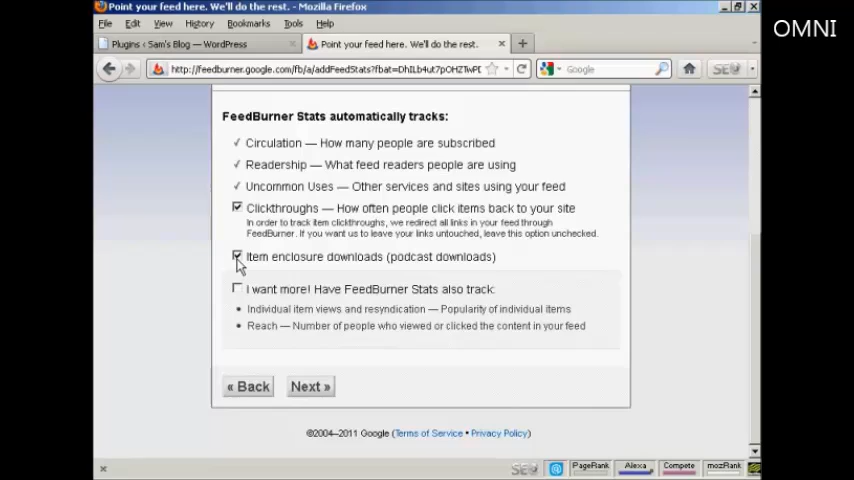 Point your feed here. We'll do the rest. - Mozilla Firefox
OMNI
File Edit View History Bookmarks Tools Help
Plugins ‹ Sam's Blog — WordPress
Point your feed here. We'll do the rest.
Google
FeedBurner Stats automatically tracks:
Circulation — How many people are subscribed
Readership — What feed readers people are using
Uncommon Uses — Other services and sites using your feed
Clickthroughs — How often people click items back to your site
In order to track item clickthroughs, we redirect all links in your feed through
FeedBurner. If you want us to leave your links untouched, leave this option unchecked.
Item enclosure downloads (podcast downloads)
I want more! Have FeedBurner Stats also track:
• Individual item views and resyndication — Popularity of individual items
• Reach — Number of people who viewed or clicked the content in your feed
« Back Next »
©2004–2011 Google (Terms of Service • Privacy Policy)
PageRank Alexa Compete mozRank